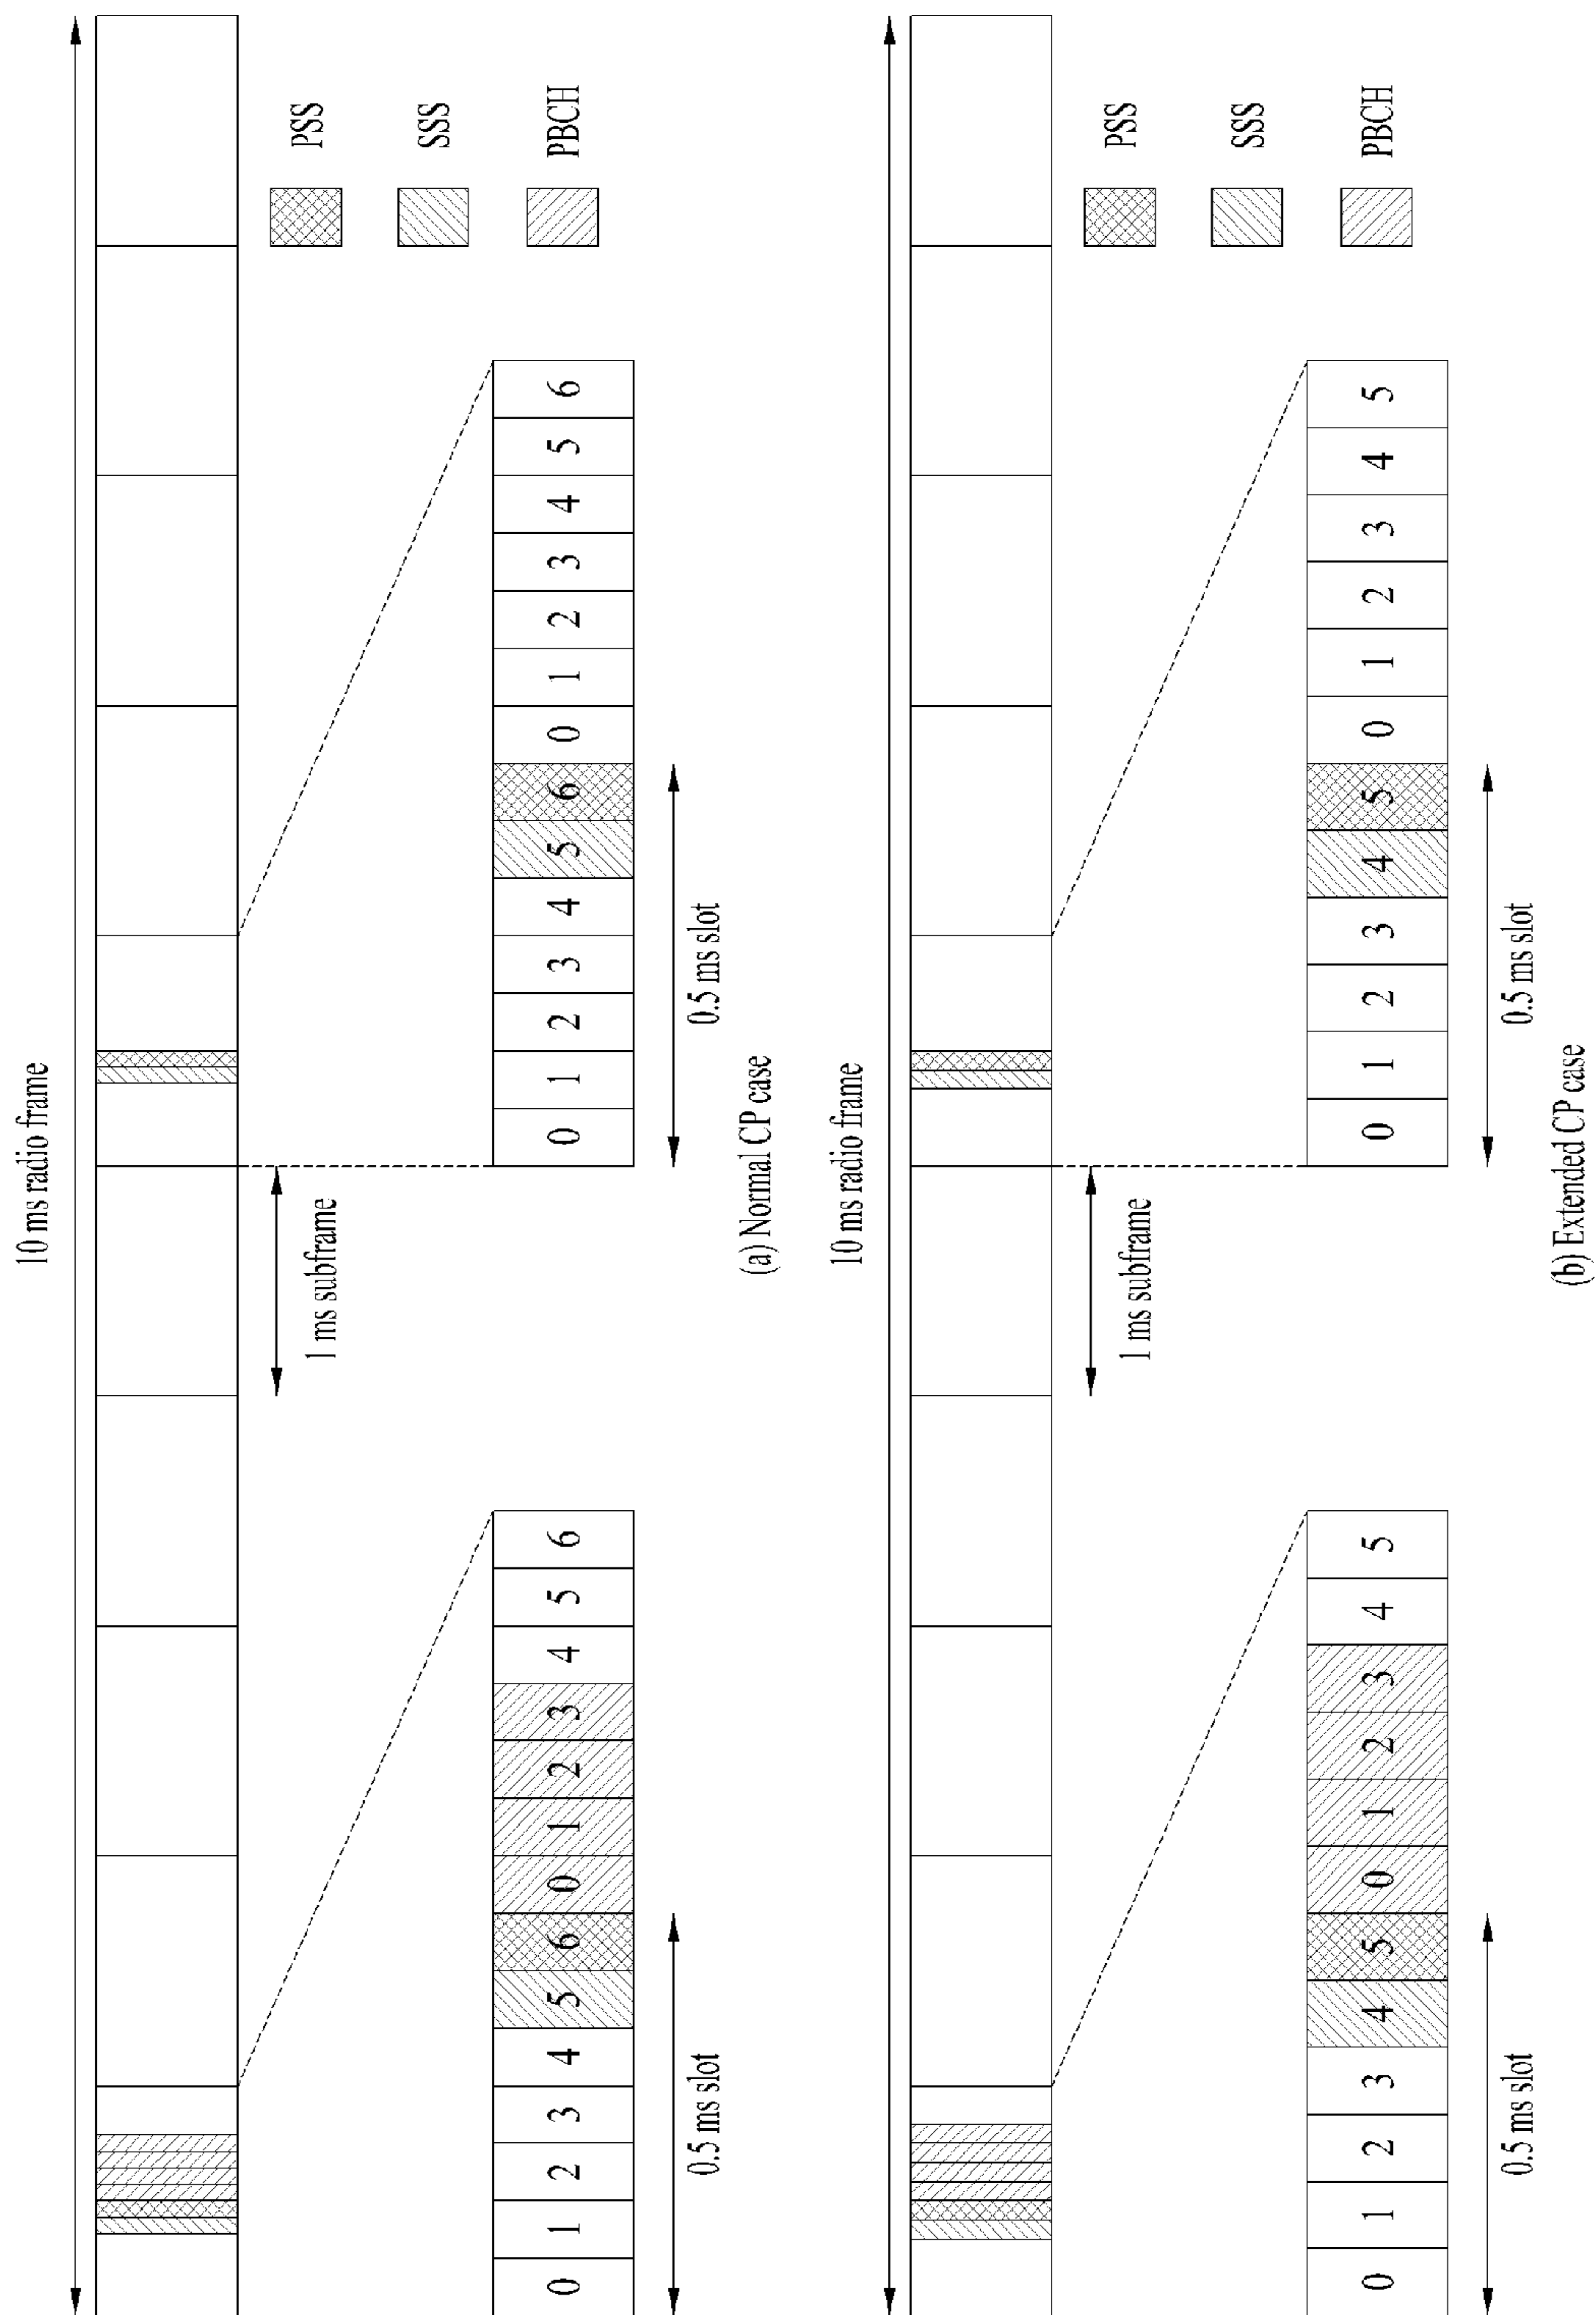 10 ms radio frame
1 ms subframe
PSS
SSS
PBCH
0 1 2 3 4 5 6 0 1 2 3 4 5 6
0 1 2 3 4 5 6 0 1 2 3 4 5 6
0.5 ms slot
0.5 ms slot
(a) Normal CP case
10 ms radio frame
1 ms subframe
PSS
SSS
PBCH
0 1 2 3 4 5 0 1 2 3 4 5
0 1 2 3 4 5 0 1 2 3 4 5
0.5 ms slot
0.5 ms slot
(b) Extended CP case